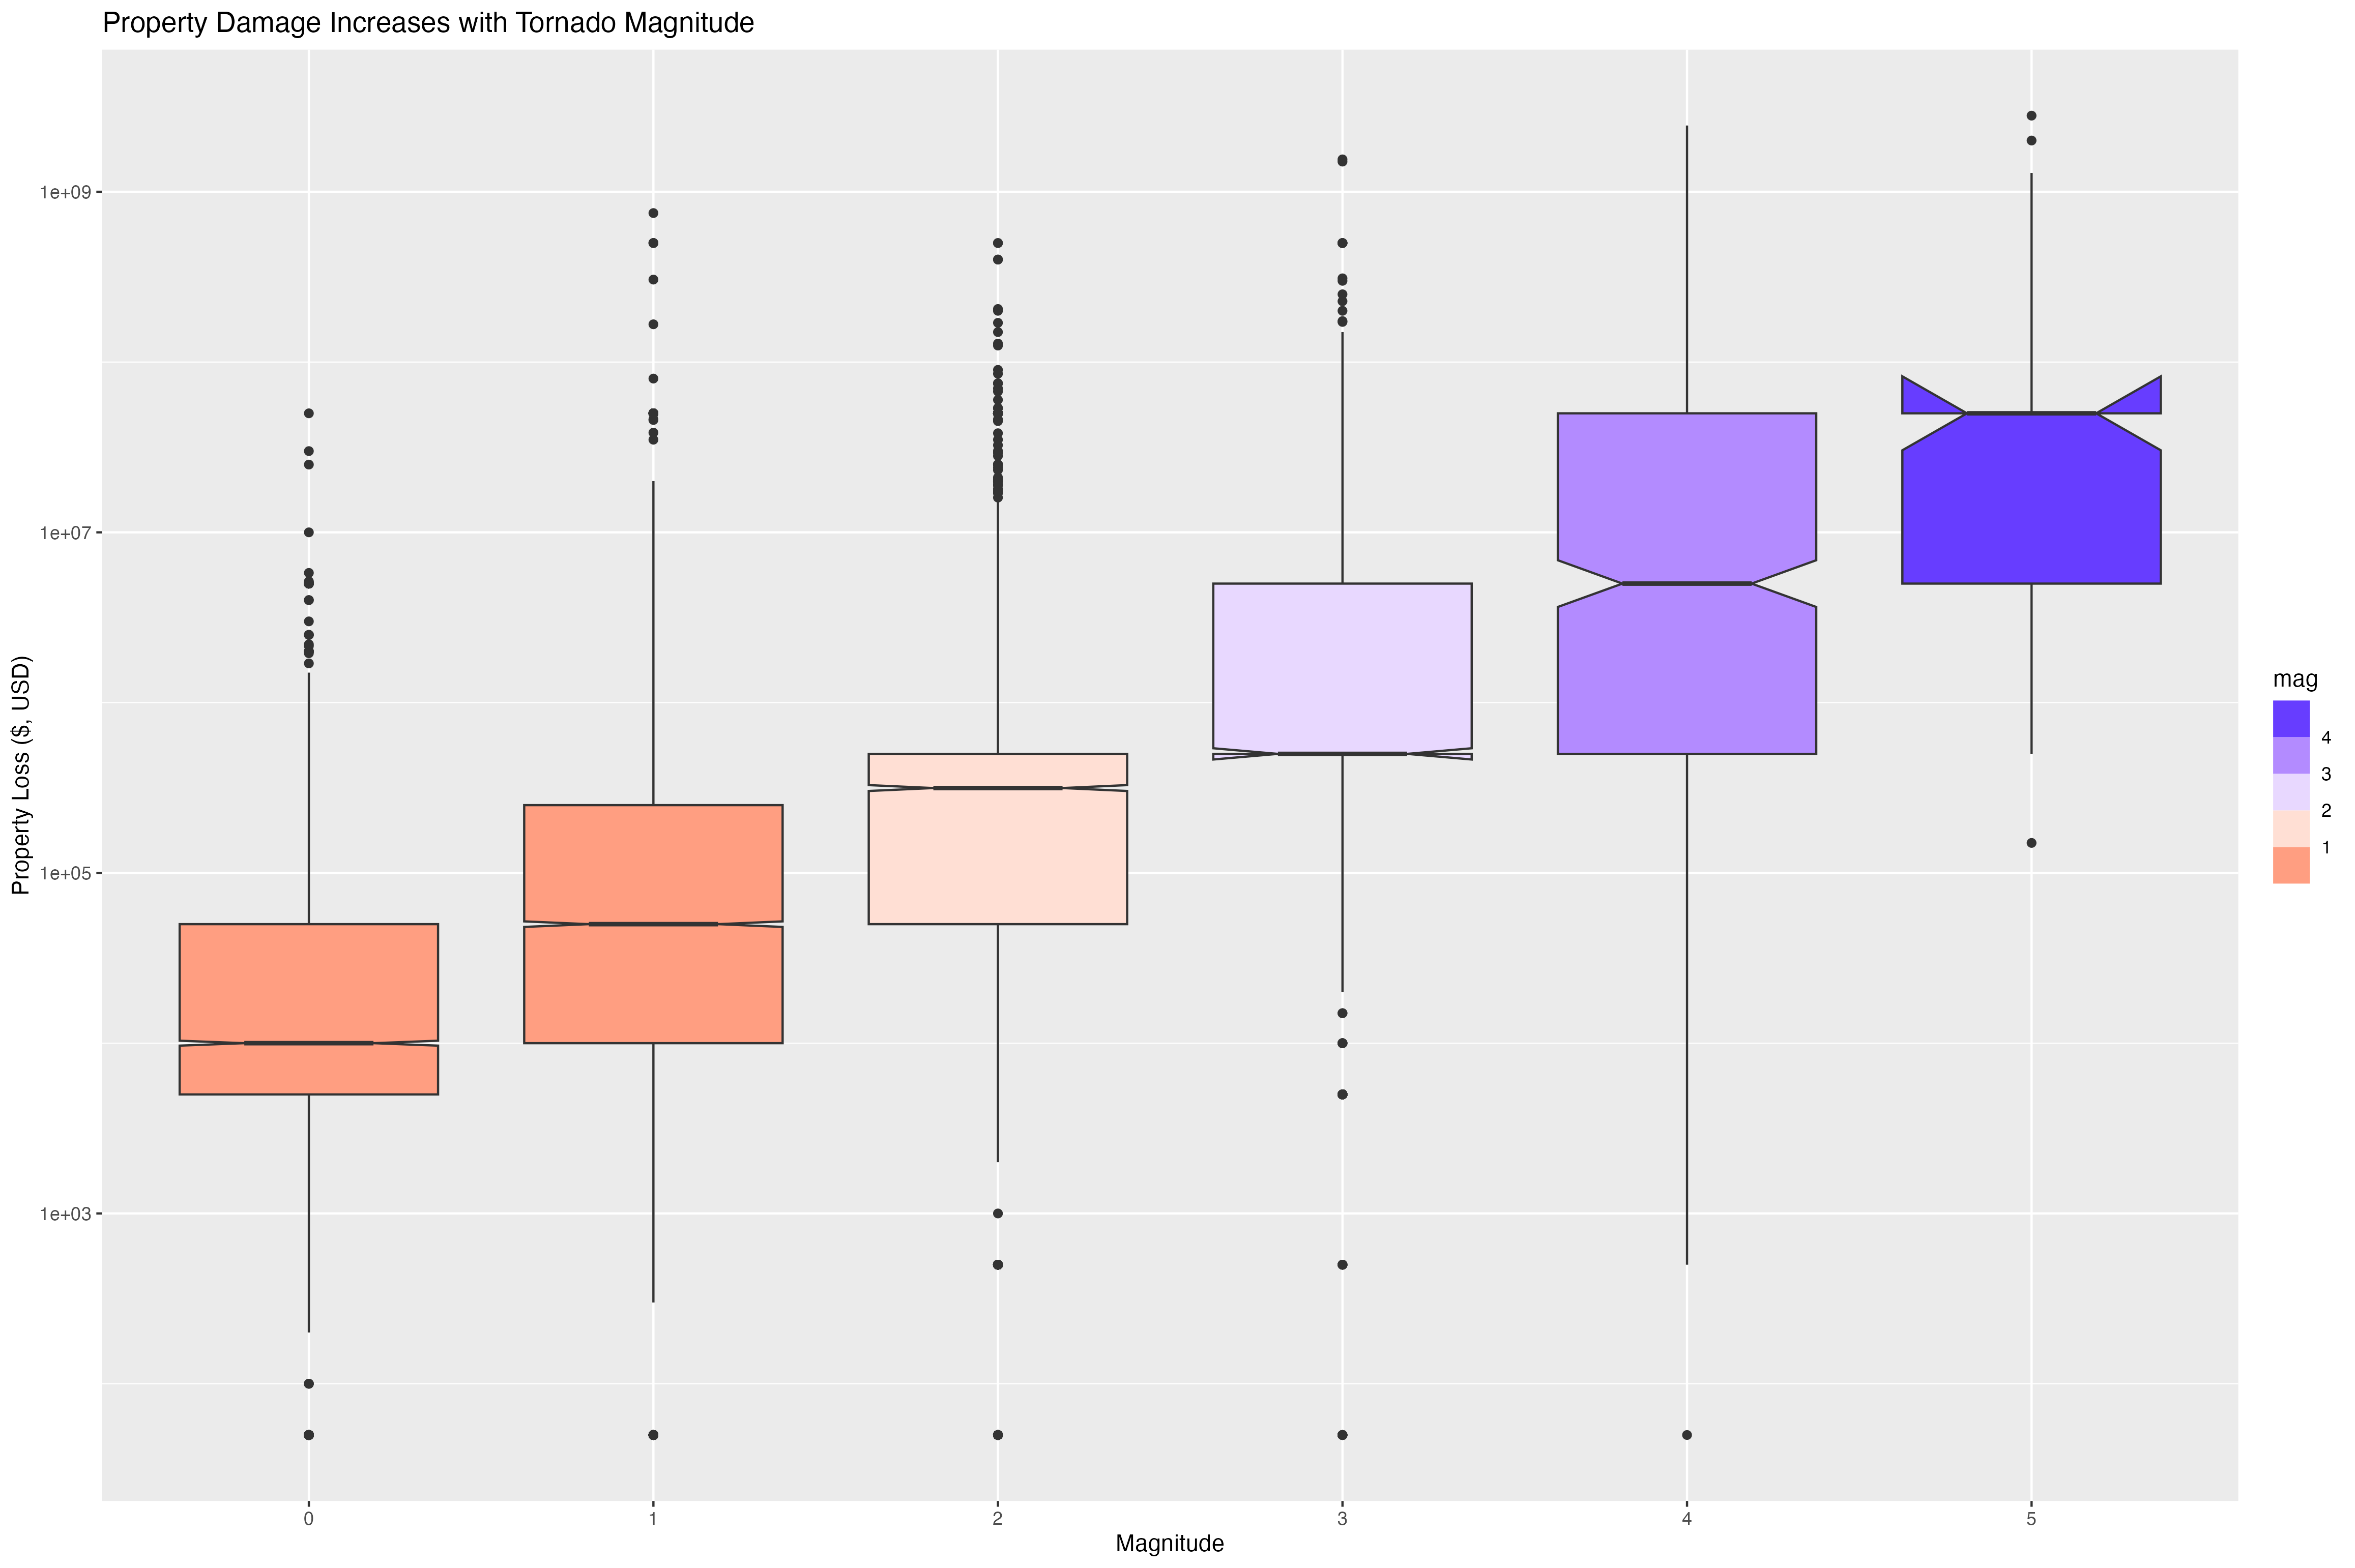 Property Damage Increases with Tornado Magnitude
Property Loss ($, USD)
1e+09
1e+07
1e+05
1e+03
0 1 2 3 4 5
Magnitude
mag
4
3
2
1